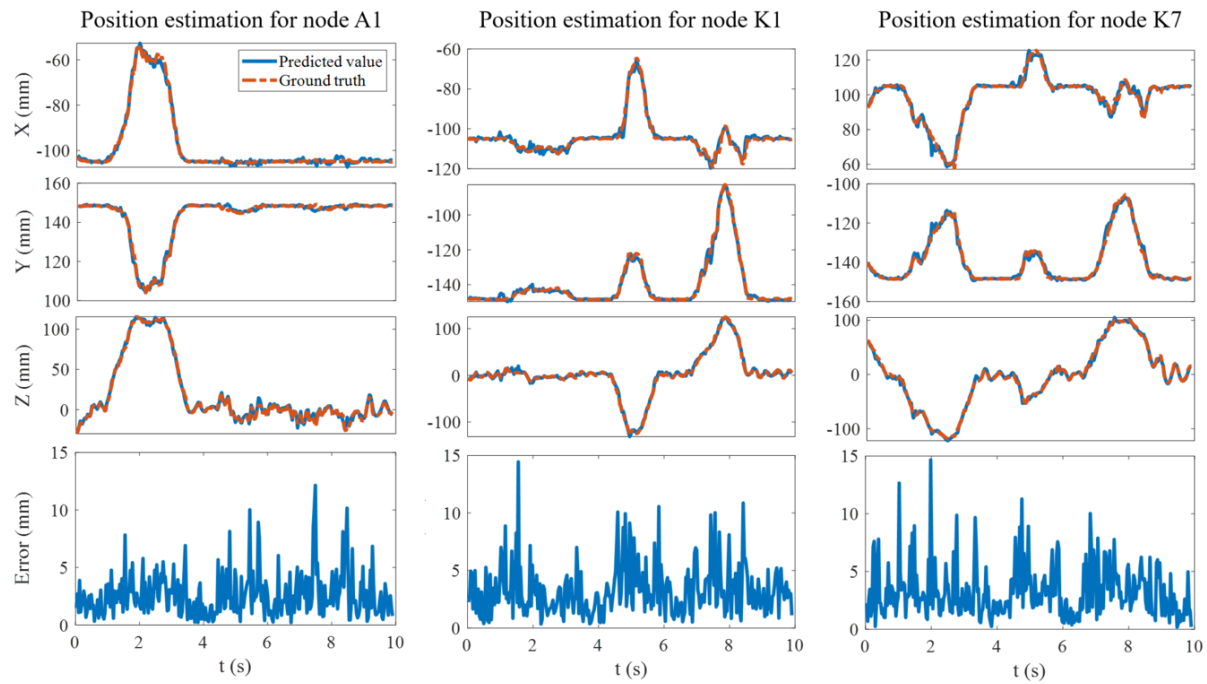 Position estimation for node A1
Position estimation for node K1
Position estimation for node K7
X (mm)
-60
-80
-100
Predicted value
Ground truth
-60
-80
-100
-120
120
100
80
60
Y (mm)
160
140
120
100
-100
-120
-140
-100
-120
-140
-160
Z (mm)
100
50
0
100
0
-100
100
0
-100
Error (mm)
15
10
5
0
15
10
5
0
15
10
5
0
0 2 4 6 8 10
0 2 4 6 8 10
0 2 4 6 8 10
t (s)
t (s)
t (s)